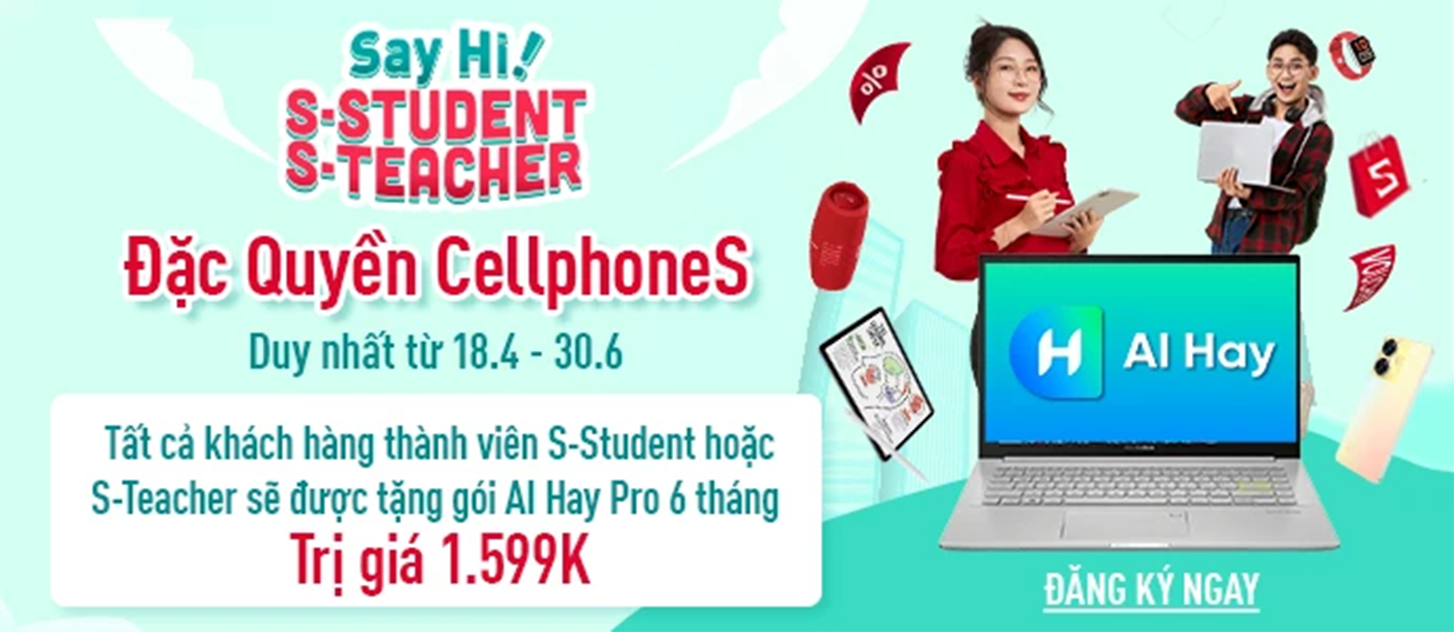 Say Hi!
S-STUDENT
S-TEACHER
Đặc Quyền CellphoneS
Duy nhất từ 18.4 - 30.6
Tất cả khách hàng thành viên S-Student hoặc
S-Teacher sẽ được tặng gói AI Hay Pro 6 tháng
Trị giá 1.599K
%
S
VOUCHER
H AI Hay
ĐĂNG KÝ NGAY